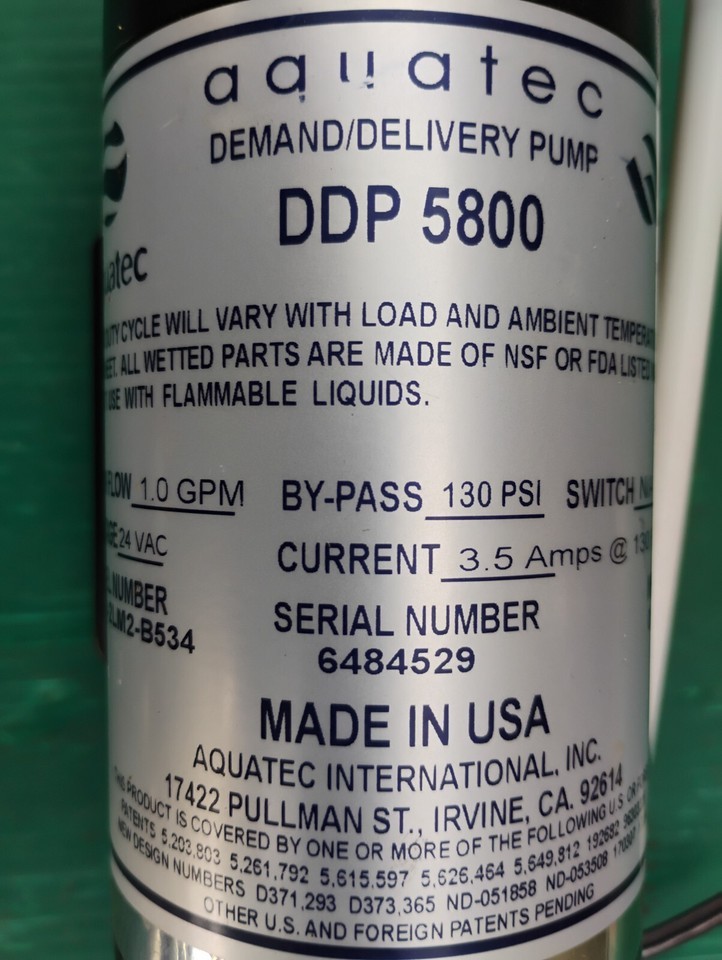 aquatec
DEMAND/DELIVERY PUMP
DDP 5800
CYCLE WILL VARY WITH LOAD AND AMBIENT
ALL WETTED PARTS ARE MADE OF NSF OR FDA LISTED
USE WITH FLAMMABLE LIQUIDS.
FLOW 1.0 GPM BY-PASS 130 PSI SWITCH
24 VAC CURRENT 3.5 Amps @
NUMBER
SERIAL NUMBER
6484529
MADE IN USA
AQUATEC INTERNATIONAL, INC.
17422 PULLMAN ST., IRVINE, CA. 92614
THIS PRODUCT IS COVERED BY ONE OR MORE OF THE FOLLOWING U.S. OR
PATENTS 5,203,803 5,261,792 5,615,597 5,626,464 5,649,812 192682
NEW DESIGN NUMBERS D371,293 D373,365 ND-051858 ND-053508
OTHER U.S. AND FOREIGN PATENTS PENDING